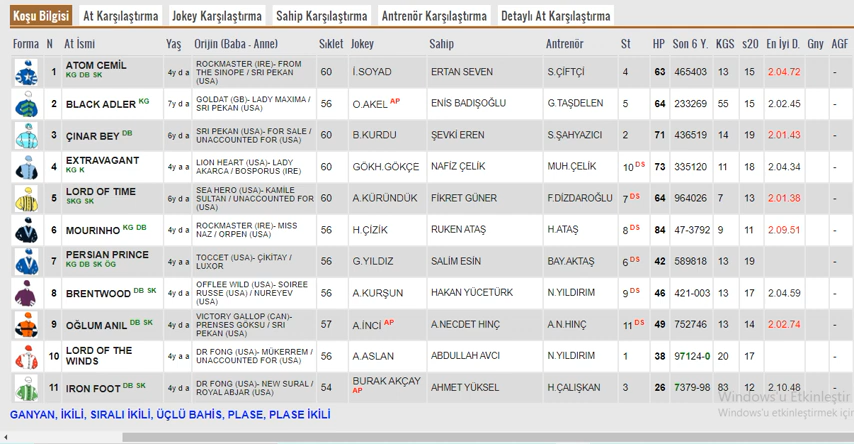 Koşu Bilgisi At Karşılaştırma Jokey Karşılaştırma Sahip Karşılaştırma Antrenör Karşılaştırma Detaylı At Karşılaştırma
Forma N At İsmi Yaş Orijin (Baba - Anne) Sıklet Jokey Sahip Antrenör St HP Son 6 Y. KGS s20 En İyi D. Gny AGF
1 ATOM CEMİL KG DB SK 4y d a ROCKMASTER (IRE)- FROM THE SINOPE / SRI PEKAN (USA) 60 İ.SOYAD ERTAN SEVEN S.ÇİFTÇİ 4 63 465403 13 15 2.04.72 -
2 BLACK ADLER KG 7y d a GOLDAT (GB)- LADY MAXIMA / SRI PEKAN (USA) 56 O.AKEL AP ENİS BADIŞOĞLU G.TAŞDELEN 5 64 233269 55 15 2.02.45 -
3 ÇINAR BEY DB 6y d a SRI PEKAN (USA)- FOR SALE / UNACCOUNTED FOR (USA) 60 B.KURDU ŞEVKİ EREN S.ŞAHYAZICI 2 71 436519 14 19 2.01.43 -
4 EXTRAVAGANT KG K 4y a a LION HEART (USA)- LADY AKARCA / BOSPORUS (IRE) 56 GÖKH.GÖKÇE NAFİZ ÇELİK MUH.ÇELİK 10 DS 73 335120 11 18 2.04.34 -
5 LORD OF TIME SKG SK 6y d a SEA HERO (USA)- KAMİLE SULTAN / UNACCOUNTED FOR (USA) 60 A.KÜRÜNDÜK FİKRET GÜNER F.DİZDAROĞLU 7 DS 64 964026 7 13 2.01.38 -
6 MOURINHO KG DB 4y d a ROCKMASTER (IRE)- MISS NAZ / ORPEN (USA) 56 H.ÇİZİK RUKEN ATAŞ H.ATAŞ 8 DS 84 47-3792 9 11 2.09.51 -
7 PERSIAN PRINCE KG DB SK ÖG 4y a a TOCCET (USA)- ÇİKİTAY / LUXOR 56 G.YILDIZ SALİM ESİN BAY.AKTAŞ 6 DS 42 589818 13 19 -
8 BRENTWOOD DB SK 4y d a OFFLEE WILD (USA)- SOIREE RUSSE / NUREYEV (USA) 56 A.KURŞUN HAKAN YÜCETÜRK N.YILDIRIM 9 DS 46 421-003 13 17 2.04.59 -
9 OĞLUM ANIL DB SK 4y d a VICTORY GALLOP (CAN)- PRENSES GÖKSU / SRI PEKAN (USA) 57 A.İNCİ AP A.NECDET HINÇ A.N.HINÇ 11 DS 49 752746 13 14 2.02.74 -
10 LORD OF THE WINDS 4y a a DR FONG (USA)- MÜKERREM / UNACCOUNTED FOR (USA) 56 A.ASLAN ABDULLAH AVCI N.YILDIRIM 1 38 97124-0 20 17 -
11 IRON FOOT DB SK 4y d a DR FONG (USA)- NEW SURAL / ROYAL ABJAR (USA) 54 BURAK AKÇAY AP AHMET YÜKSEL H.ÇALIŞKAN 3 26 7379-98 83 12 2.10.48 -
GANYAN, İKİLİ, SIRALI İKİLİ, ÜÇLÜ BAHİS, PLASE, PLASE İKİLİ
Windows'u Etkinleştir
Windows'u etkinleştirmek için